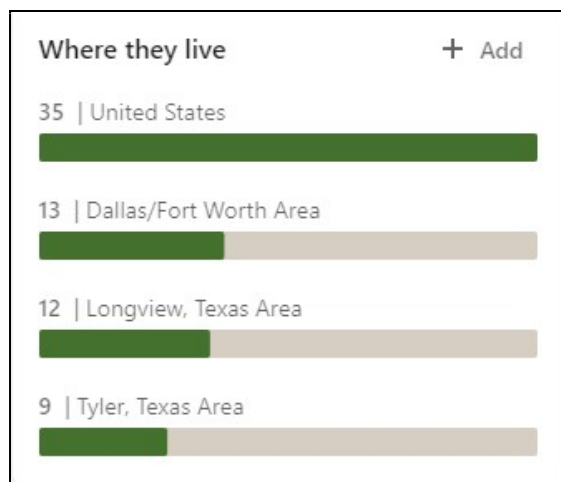 Where they live + Add
35 | United States
13 | Dallas/Fort Worth Area
12 | Longview, Texas Area
9 | Tyler, Texas Area